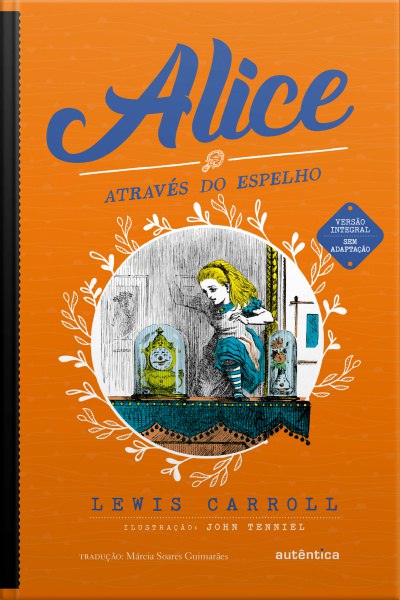 Alice
ATRAVÉS DO ESPELHO
VERSÃO
INTEGRAL
SEM
ADAPTAÇÃO
LEWIS CARROLL
ILUSTRAÇÃO: JOHN TENNIEL
TRADUÇÃO: Márcia Soares Guimarães
autêntica